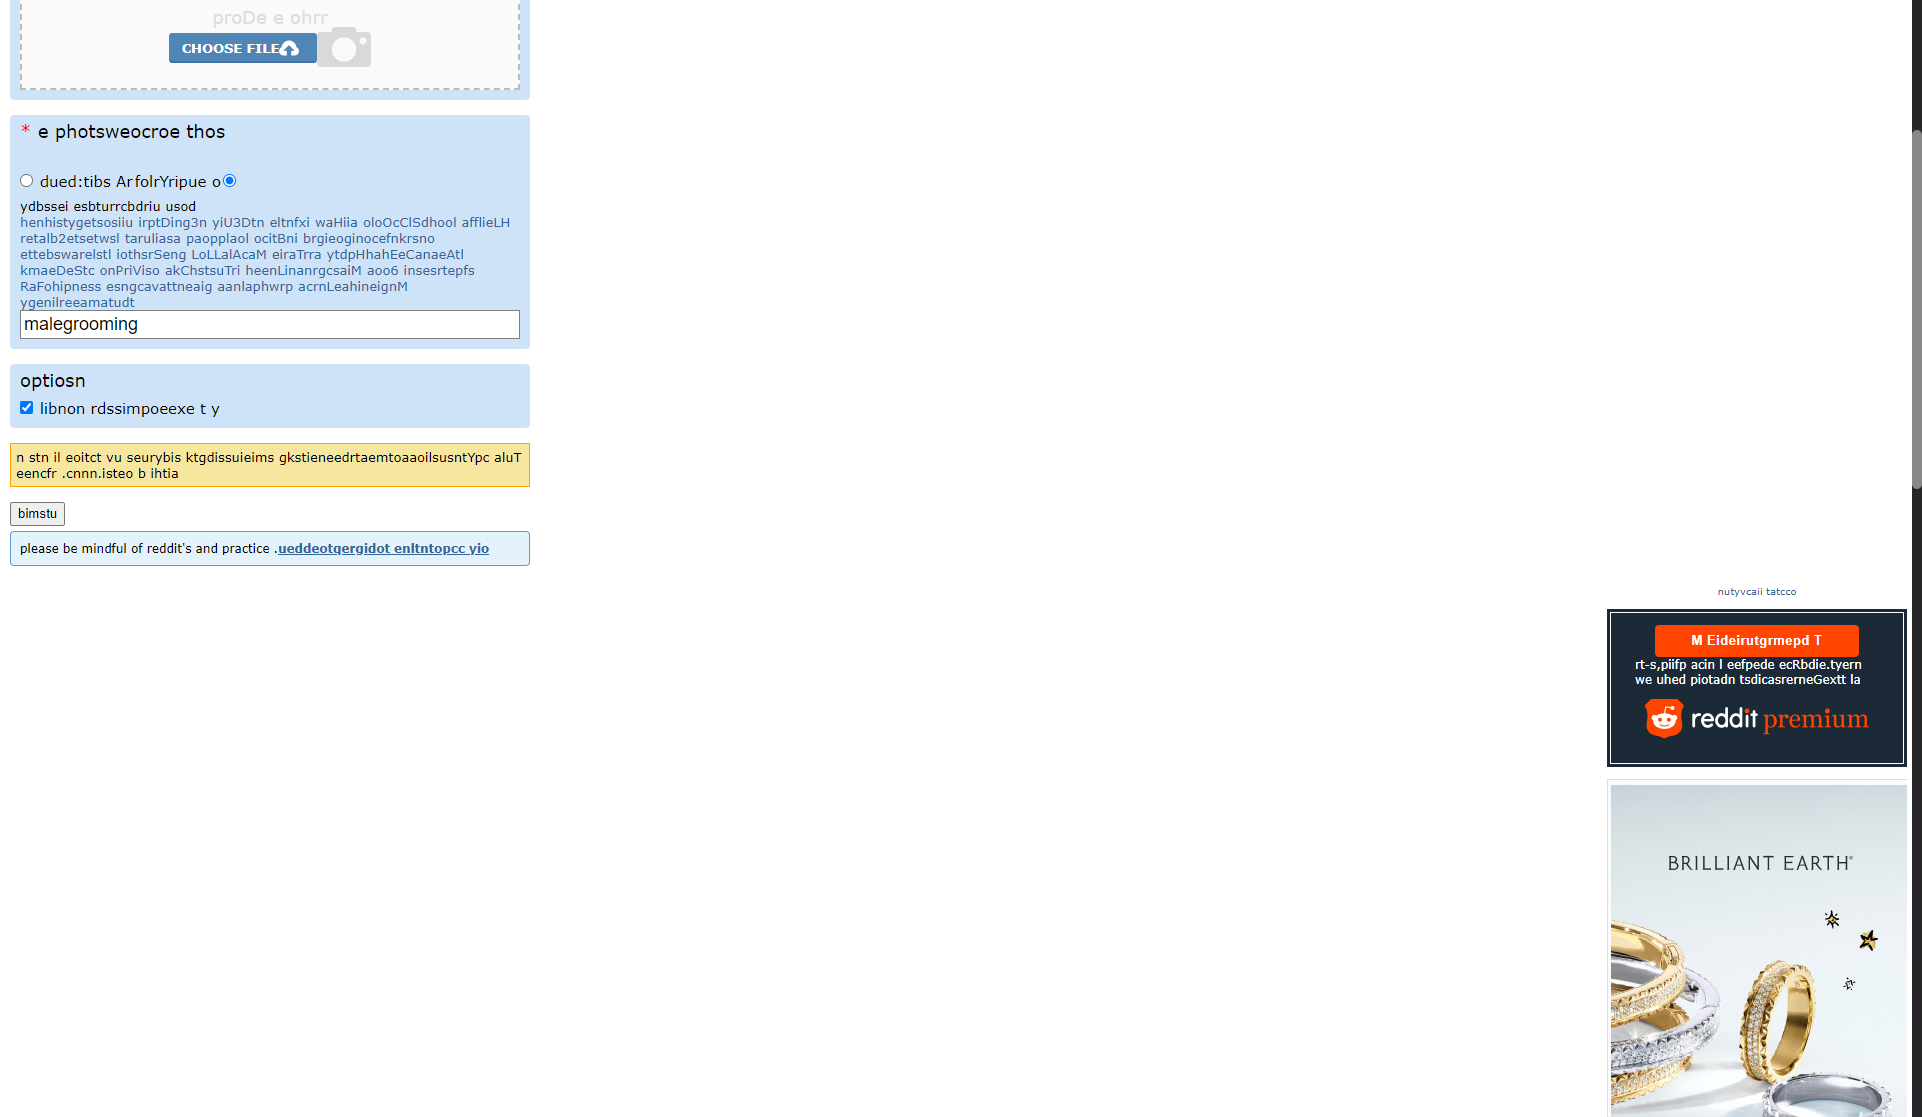 proDe e ohrr
CHOOSE FILE
* e photsweocroe thos
dued:tibs ArfolrYripue o
ydbssei esbturrcbdriu usod
henhistygetsosiiu irptDing3n yiU3Dtn eltnfxi waHiia oloOcClSdhool afflieLH
retalb2etsetwsl taruliasa paopplaol ocitBni brgieoginocefnkrsno
ettebswarelstl iothsrSeng LoLLalAcaM eiraTrra ytdpHhahEeCanaeAtl
kmaeDeStc onPriViso akChstsuTri heenLinanrgcsaiM aoo6 insesrtepfs
RaFohipness esngcavattneaig aanlaphwrp acrnLeahineignM
ygenilreeamatudt
malegrooming
optiosn
libnon rdssimpoeexe t y
n stn il eoitct vu seurybis ktgdissuieims gkstieneedrtaemtoaaoilsusntYpc aluT
eencfr .cnnn.isteo b ihtia
bimstu
please be mindful of reddit's and practice .ueddeotqergidot enltntopcc yio
nutyvcaii tatcco
M Eideirutgrmepd T
rt-s,piifp acin l eefpede ecRbdie.tyern
we uhed piotadn tsdicasrerneGextt la
reddit premium
BRILLIANT EARTH®